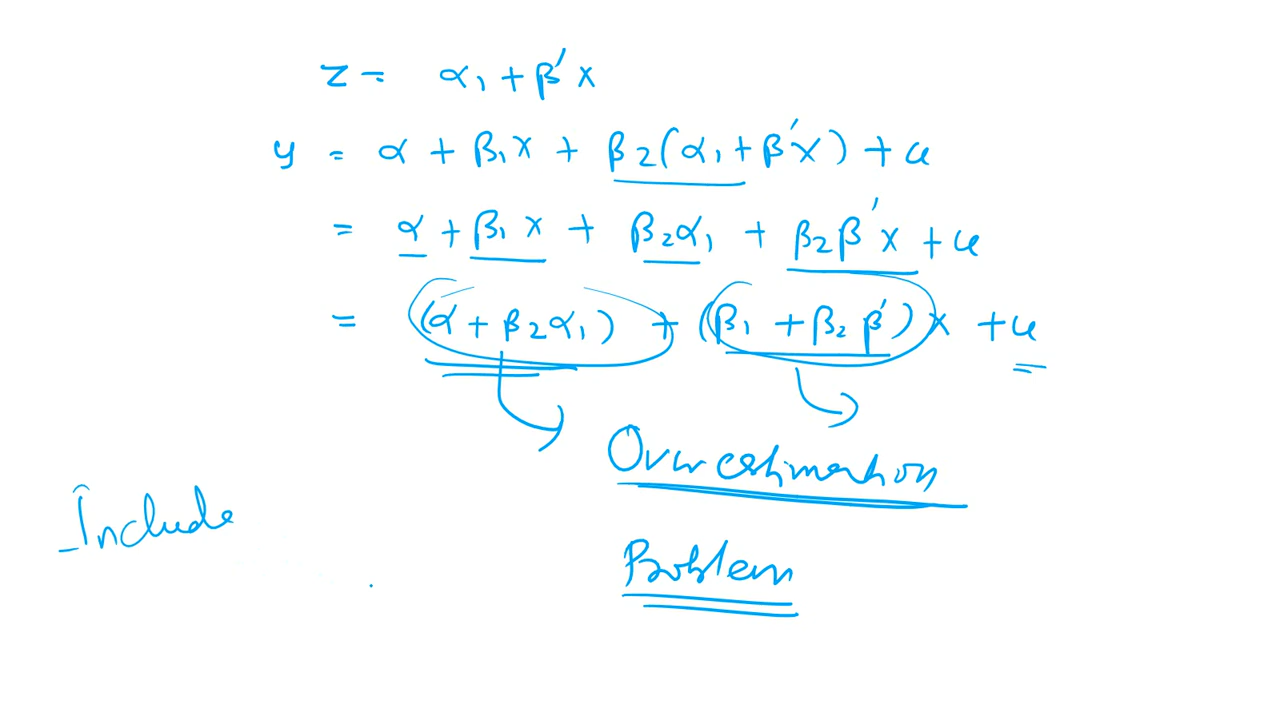 z = α₁ + β′x
y = α + β₁x + β₂(α₁ + β′x) + u
= α + β₁x + β₂α₁ + β₂β′x + u
= (α + β₂α₁) + (β₁ + β₂β′)x + u
Overestimation
Include
Problem